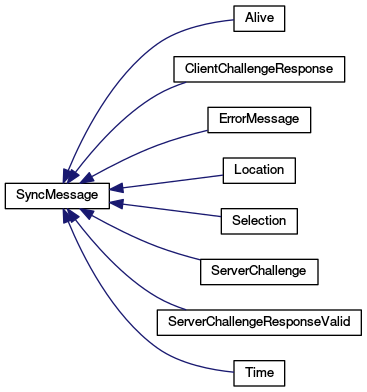 Alive
ClientChallengeResponse
ErrorMessage
Location
SyncMessage
Selection
ServerChallenge
ServerChallengeResponseValid
Time